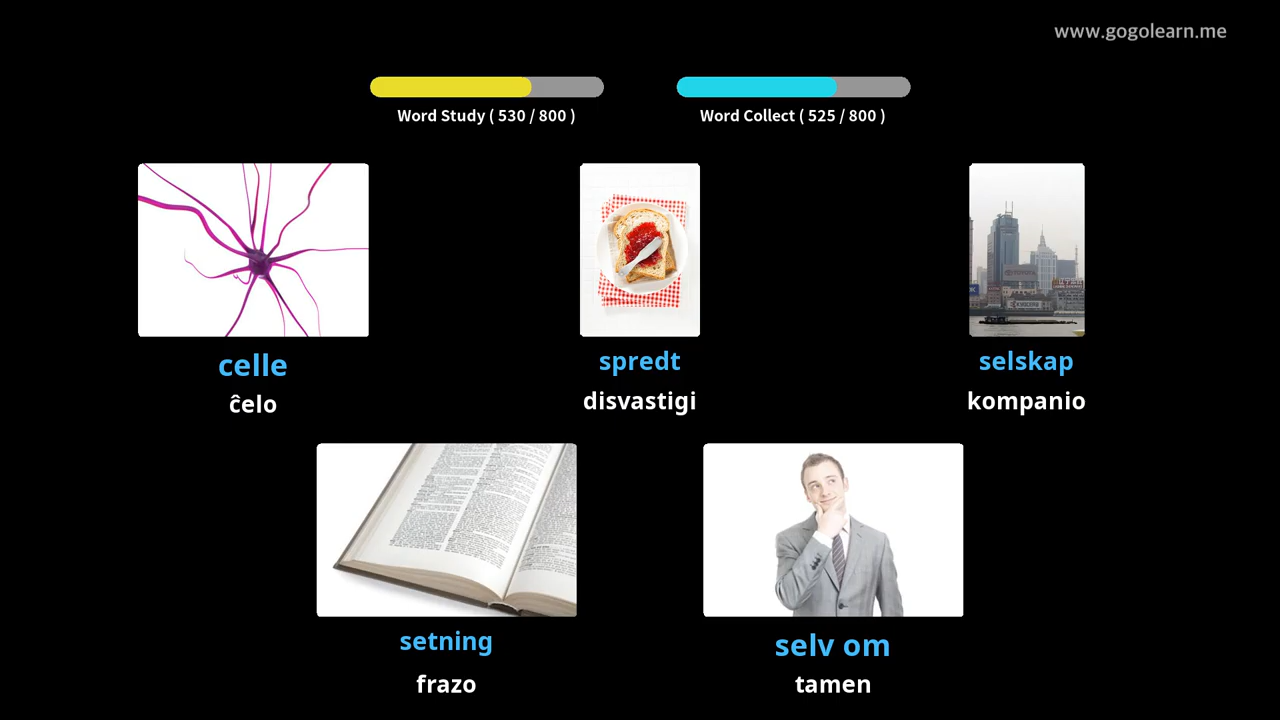 www.gogolearn.me
Word Study ( 530 / 800 )
Word Collect ( 525 / 800 )
celle
ĉelo
spredt
disvastigi
selskap
kompanio
TOYOTA
setning
frazo
selv om
tamen